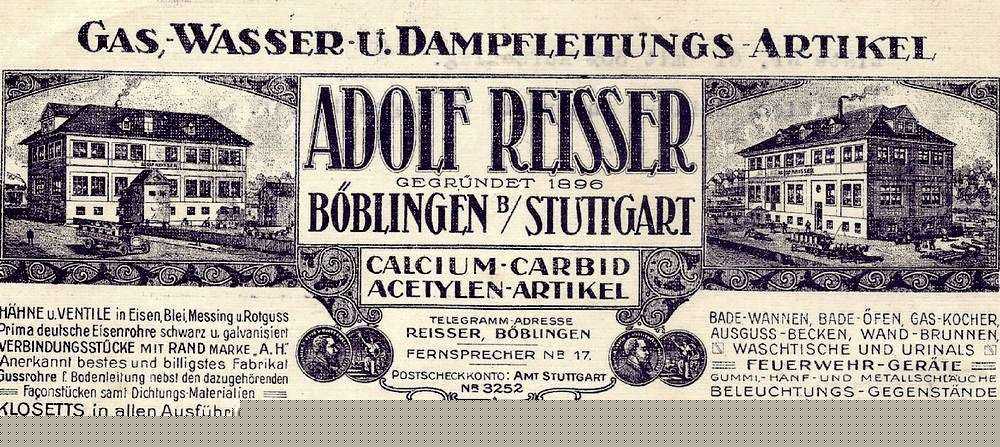 GAS,-WASSER-U. DAMPFLEITUNGS-ARTIKEL
ADOLF REISSER
GEGRÜNDET 1896
BÖBLINGEN B/STUTTGART
CALCIUM-CARBID
ACETYLEN-ARTIKEL
TELEGRAMM-ADRESSE
REISSER, BÖBLINGEN
FERNSPRECHER No 17.
POSTSCHECKKONTO: AMT STUTTGART
No 3252
HÄHNE u. VENTILE in Eisen, Blei, Messing u. Rotguss
Prima deutsche Eisenrohre schwarz u. galvanisiert
VERBINDUNGSSTÜCKE MIT RAND MARKE „A.H."
Anerkannt bestes und billigstes Fabrikat
Gussrohre f. Bodenleitung nebst den dazugehörenden
Façonstücken samt Dichtungs-Materialien
KLOSETTS in allen
BADE-WANNEN, BADE-ÖFEN, GAS-KOCHER,
AUSGUSS-BECKEN, WAND-BRUNNEN,
WASCHTISCHE UND URINALS
FEUERWEHR-GERÄTE
GUMMI-, HANF- UND METALLSCHLÄUCHE
BELEUCHTUNGS-GEGENSTÄNDE